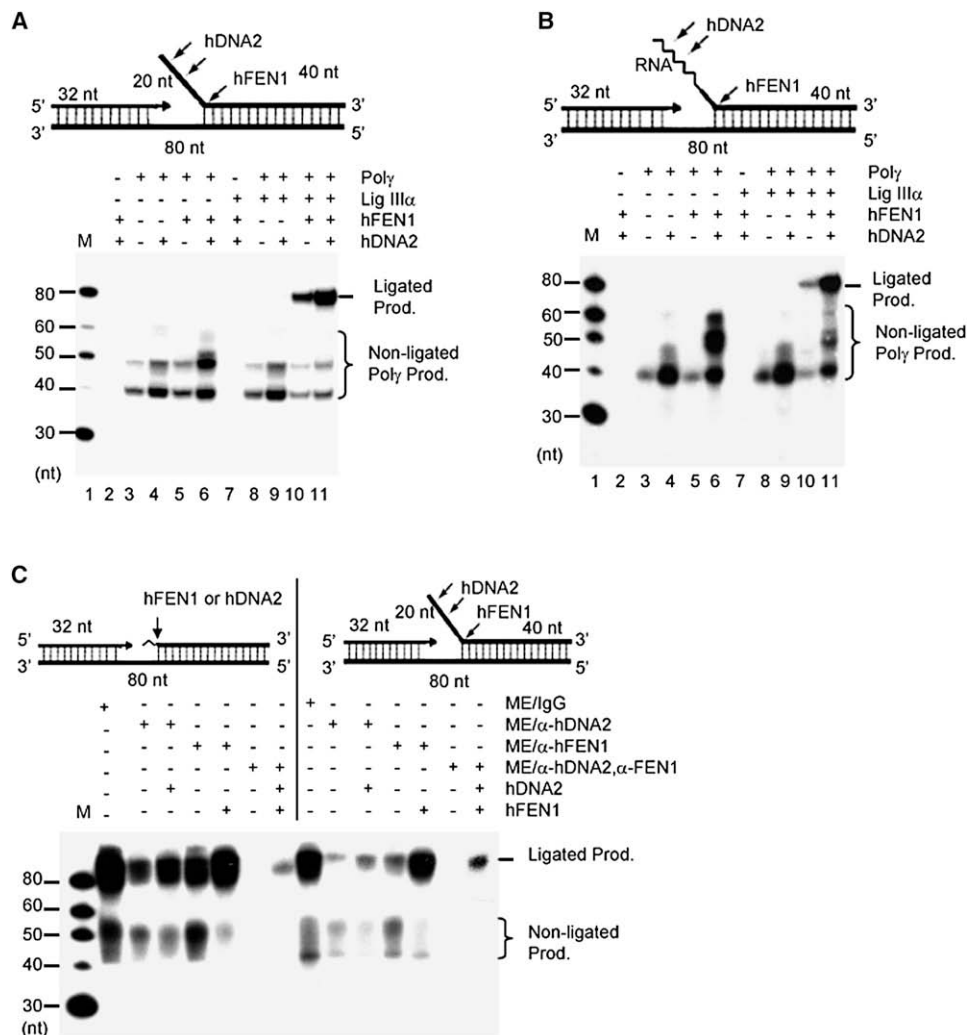 A
hDNA2
20 nt
hFEN1
40 nt
32 nt
5' 3'
3' 5'
80 nt
- + + + + - + + + + Polγ
- - - - - + + + + + Lig IIIα
+ - - + + + - - + + hFEN1
M + - + - + + - + - + hDNA2
80
60
50
40
30
(nt)
Ligated
Prod.
Non-ligated
Polγ Prod.
1 2 3 4 5 6 7 8 9 10 11
B
hDNA2
RNA
hFEN1
32 nt
40 nt
5' 3'
3' 5'
80 nt
- + + + + - + + + + Polγ
- - - - - + + + + + Lig IIIα
+ - - + + + - - + + hFEN1
M + - + - + + - + - + hDNA2
80
60
50
40
30
(nt)
Ligated
Prod.
Non-ligated
Polγ Prod.
1 2 3 4 5 6 7 8 9 10 11
C
hFEN1 or hDNA2
32 nt
5' 3'
3' 5'
80 nt
hDNA2
20 nt
hFEN1
32 nt
40 nt
5' 3'
3' 5'
80 nt
+ - - - - - - + - - - - - - ME/IgG
- + + - - - - - + + - - - - ME/α-hDNA2
- - - + + - - - - - + + - - ME/α-hFEN1
- - - - - + + - - - - - + + ME/α-hDNA2,α-FEN1
- - + - - - + - - + - - - + hDNA2
M - - - - + - + - - - - + - + hFEN1
80
60
50
40
30
(nt)
Ligated Prod.
Non-ligated
Prod.